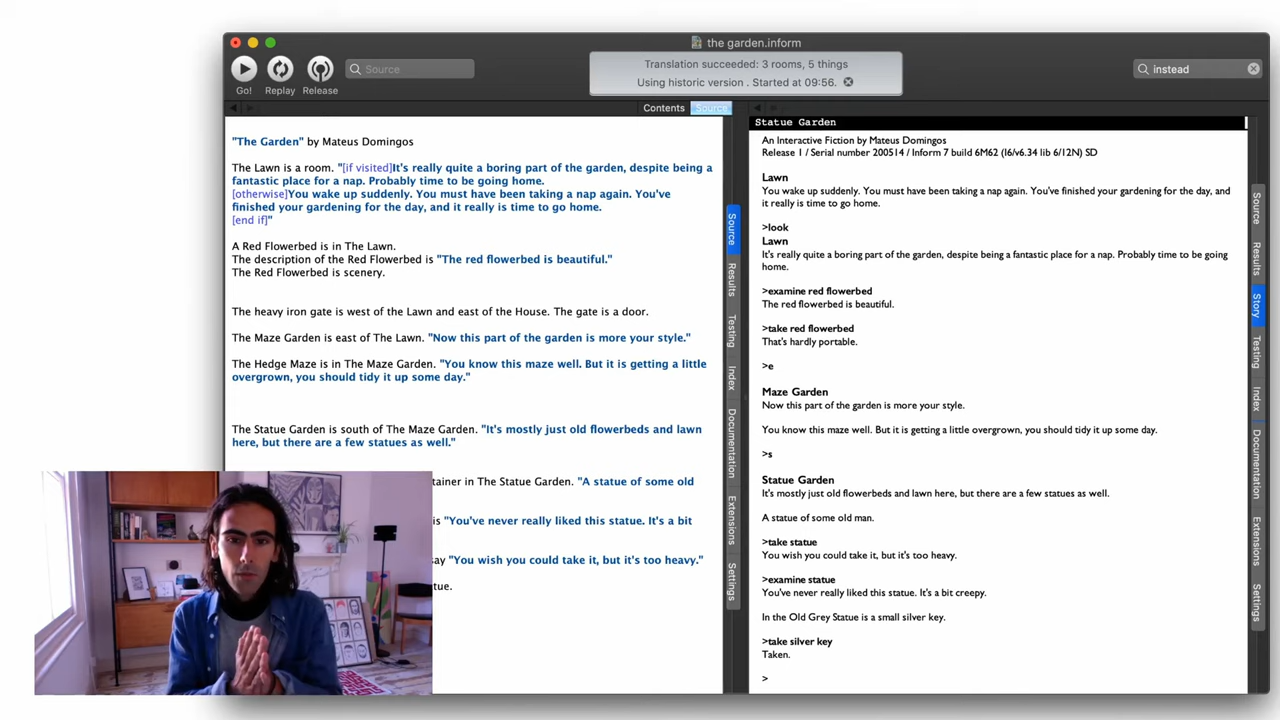 the garden.inform
Translation succeeded: 3 rooms, 5 things
Using historic version . Started at 09:56.
Source
instead
Go!
Replay
Release
Contents
Source
"The Garden" by Mateus Domingos
The Lawn is a room. "[if visited]It's really quite a boring part of the garden, despite being a
fantastic place for a nap. Probably time to be going home.
[otherwise]You wake up suddenly. You must have been taking a nap again. You've
finished your gardening for the day, and it really is time to go home.
[end if]"
A Red Flowerbed is in The Lawn.
The description of the Red Flowerbed is "The red flowerbed is beautiful."
The Red Flowerbed is scenery.
The heavy iron gate is west of the Lawn and east of the House. The gate is a door.
The Maze Garden is east of The Lawn. "Now this part of the garden is more your style."
The Hedge Maze is in The Maze Garden. "You know this maze well. But it is getting a little
overgrown, you should tidy it up some day."
The Statue Garden is south of The Maze Garden. "It's mostly just old flowerbeds and lawn
here, but there are a few statues as well."
tainer in The Statue Garden. "A statue of some old
is "You've never really liked this statue. It's a bit
say "You wish you could take it, but it's too heavy."
tue.
Source
Results
Testing
Index
Documentation
Extensions
Settings
Statue Garden
An Interactive Fiction by Mateus Domingos
Release 1 / Serial number 200514 / Inform 7 build 6M62 (I6/v6.34 lib 6/12N) SD
Lawn
You wake up suddenly. You must have been taking a nap again. You've finished your gardening for the day, and
it really is time to go home.
>look
Lawn
It's really quite a boring part of the garden, despite being a fantastic place for a nap. Probably time to be going
home.
>examine red flowerbed
The red flowerbed is beautiful.
>take red flowerbed
That's hardly portable.
>e
Maze Garden
Now this part of the garden is more your style.
You know this maze well. But it is getting a little overgrown, you should tidy it up some day.
>s
Statue Garden
It's mostly just old flowerbeds and lawn here, but there are a few statues as well.
A statue of some old man.
>take statue
You wish you could take it, but it's too heavy.
>examine statue
You've never really liked this statue. It's a bit creepy.
In the Old Grey Statue is a small silver key.
>take silver key
Taken.
>
Source
Results
Story
Testing
Index
Documentation
Extensions
Settings